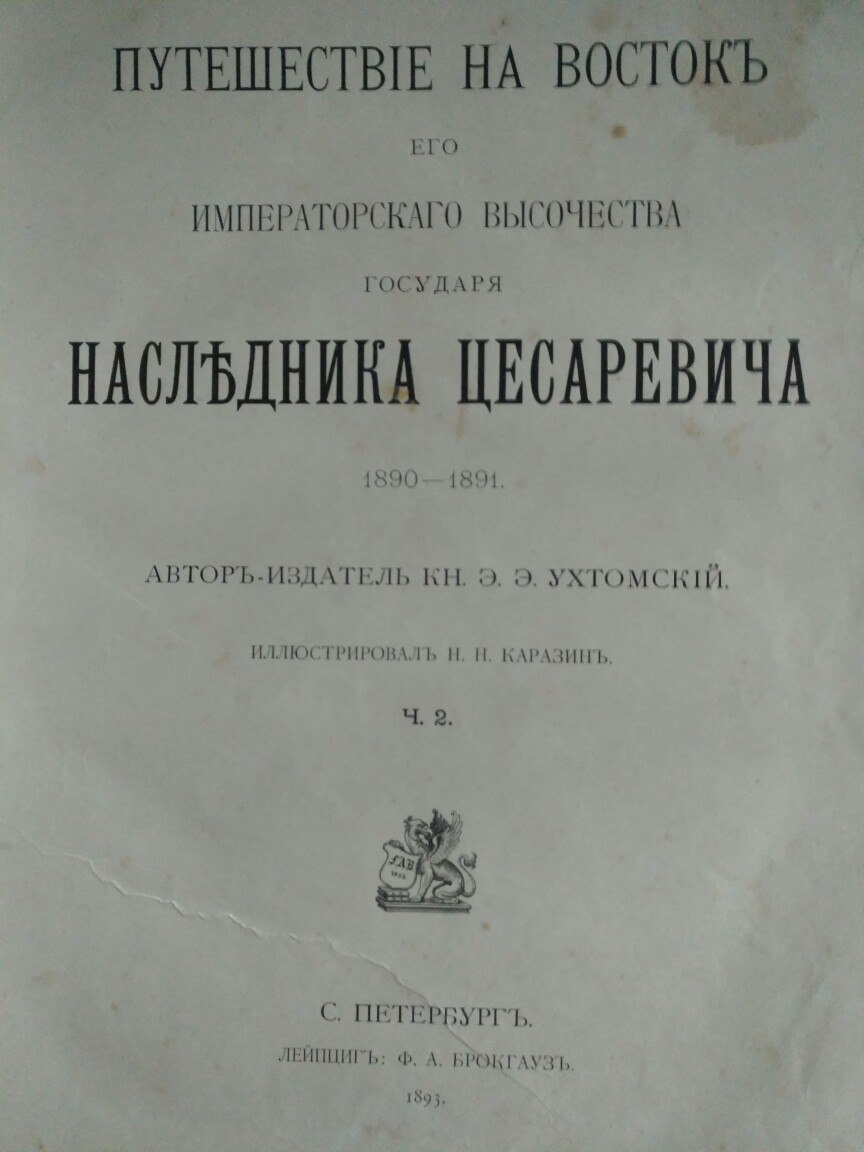 ПУТЕШЕСТВІЕ НА ВОСТОКЪ
ЕГО
ИМПЕРАТОРСКАГО ВЫСОЧЕСТВА
ГОСУДАРЯ
НАСЛѢДНИКА ЦЕСАРЕВИЧА
1890—1891.
АВТОРЪ-ИЗДАТЕЛЬ КН. Э. Э. УХТОМСКІЙ.
ИЛЛЮСТРИРОВАЛЪ Н. Н. КАРАЗИНЪ.
Ч. 2.
FAB
С. ПЕТЕРБУРГЪ.
ЛЕЙПЦИГЪ: Ф. А. БРОКГАУЗЪ.
1893.